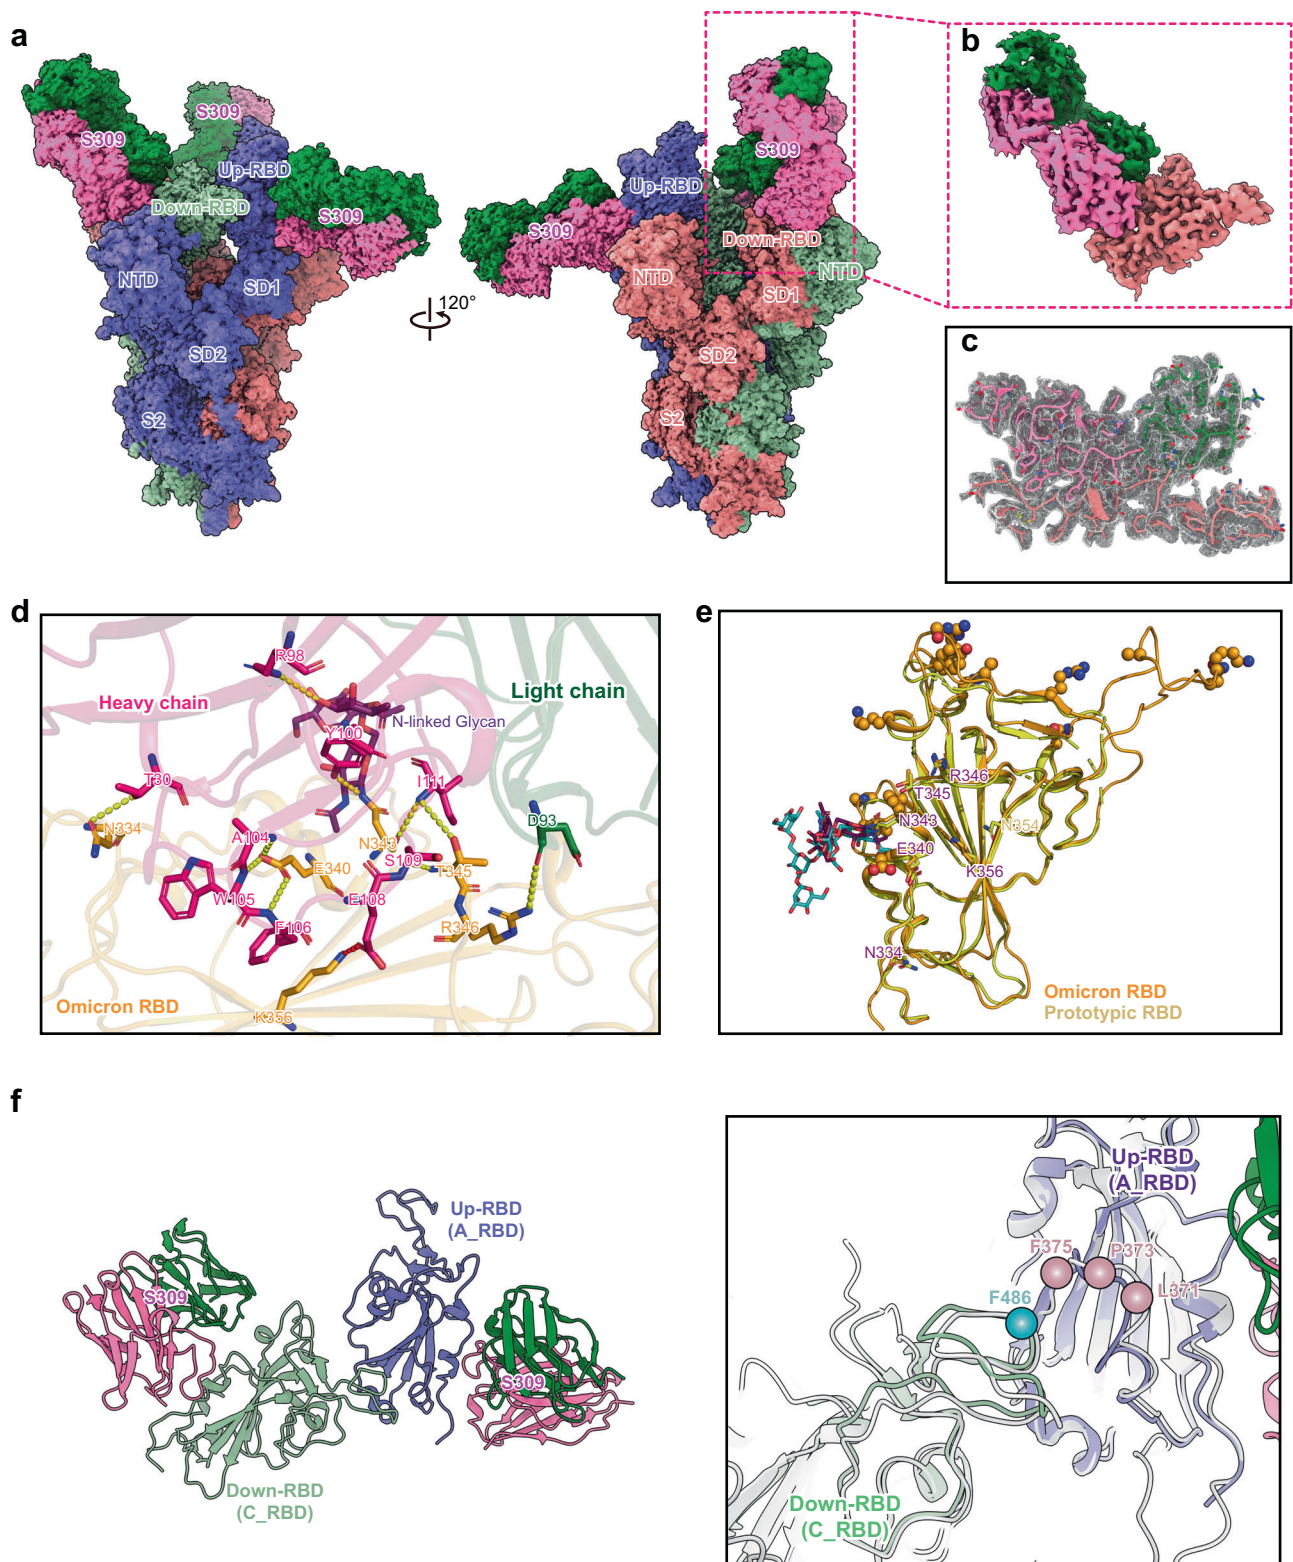 a
S309
S309
Up-RBD
Down-RBD
S309
NTD
SD1
SD2
S2
120°
S309
Up-RBD
S309
Down-RBD
NTD
NTD
SD1
SD2
S2
b
c
d
R98
Heavy chain
Light chain
N-linked Glycan
Y100
T30
I111
N334
D93
A104
N343
S109
E340
T345
W105
E108
F106
R346
Omicron RBD
K356
e
R346
T345
N343
N354
E340
K356
N334
Omicron RBD
Prototypic RBD
f
Up-RBD
(A_RBD)
S309
S309
Down-RBD
(C_RBD)
Up-RBD
(A_RBD)
F375
P373
L371
F486
Down-RBD
(C_RBD)